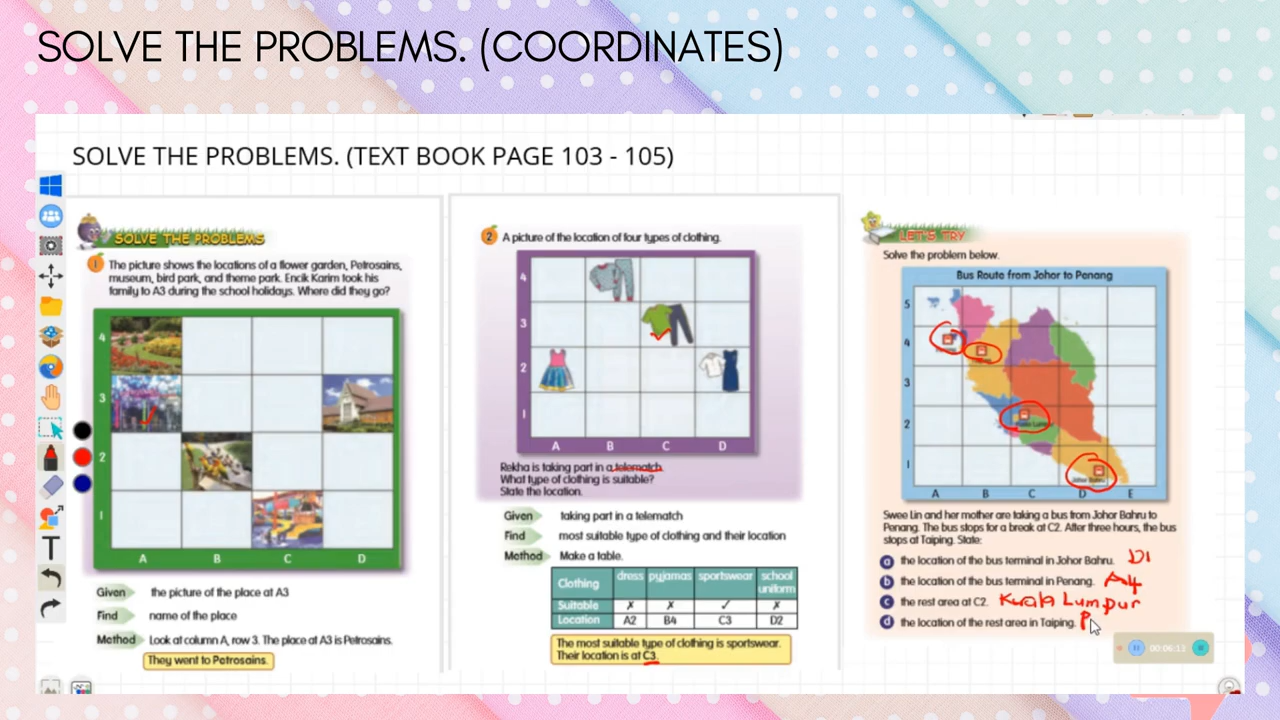 SOLVE THE PROBLEMS. (COORDINATES)
SOLVE THE PROBLEMS. (TEXT BOOK PAGE 103 - 105)
SOLVE THE PROBLEMS
1 The picture shows the locations of a flower garden, Petrosains,
museum, bird park, and theme park. Encik Karim took his
family to A3 during the school holidays. Where did they go?
4
3
2
1
A B C D
Given the picture of the place at A3
Find name of the place
Method Look at column A, row 3. The place at A3 is Petrosains.
They went to Petrosains.
2 A picture of the location of four types of clothing.
4
3
2
1
A B C D
Rekha is taking part in a telematch.
What type of clothing is suitable?
State the location.
Given taking part in a telematch
Find most suitable type of clothing and their location
Method Make a table.
Clothing dress pyjamas sportswear school uniform
Suitable ✗ ✗ ✓ ✗
Location A2 B4 C3 D2
The most suitable type of clothing is sportswear.
Their location is at C3.
LET'S TRY
Solve the problem below.
Bus Route from Johor to Penang
5
4
3
2
1
Johor Bahru
A B C D E
Swee Lin and her mother are taking a bus from Johor Bahru to
Penang. The bus stops for a break at C2. After three hours, the bus
stops at Taiping. State:
a the location of the bus terminal in Johor Bahru. D1
b the location of the bus terminal in Penang. A4
c the rest area at C2. Kuala Lumpur
d the location of the rest area in Taiping.
00:06:13